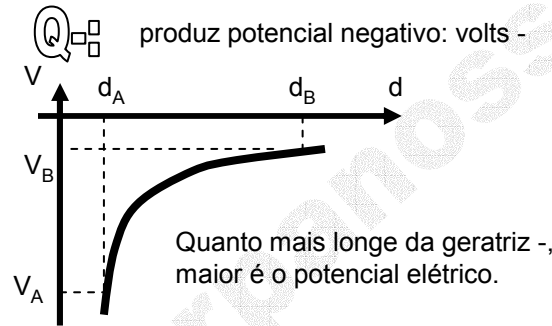 Q- produz potencial negativo: volts -
V d_A d_B d
V_B
Quanto mais longe da geratriz -,
maior é o potencial elétrico.
V_A